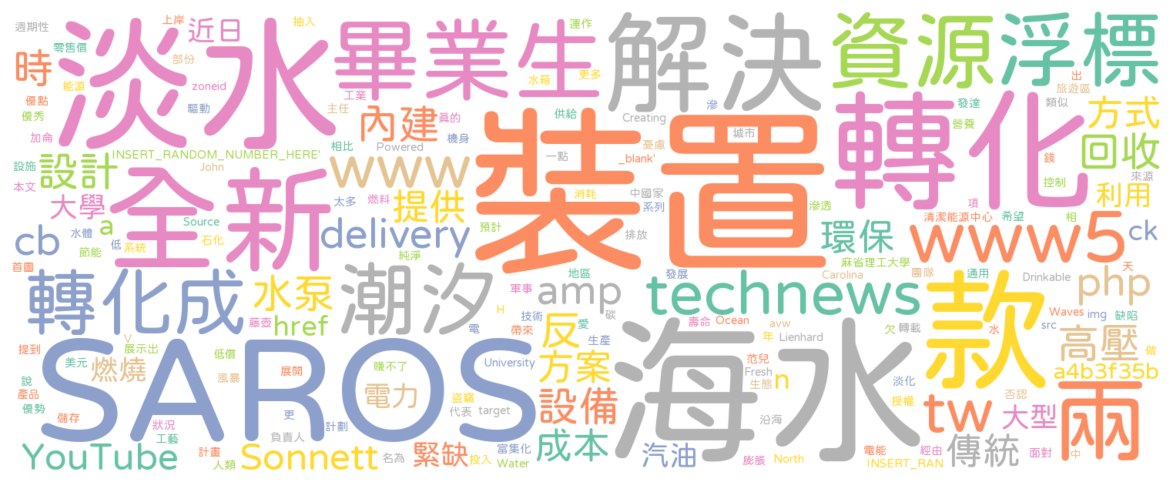 週期性
上岸
近日
淡水
畢業生
抽入
運作
解決
資源
浮標
零售價
部份
時
能源
zoneid
工業
水箱
更多
優點
優秀
驅動
加侖
主任
真的
內建
機身
供給
Creating
滲
城市
出
旅遊區
發達
類似
營養
方式
轉化
回收
INSERT_RANDOM_NUMBER_HERE'
相比
Powered
www
裝置
一點
憂慮
_blank'
設施
本文
設計
John
全新
燃料
消耗
中國家
系列
滲透
錢
控制
項
來源
利用
大學
a
Source
太多
提供
預計
排放
環保
清潔能源中心
希望
相
www5
ck
cb
水體
低
系統
石化
節能
純淨
delivery
麻省理工大學
首圖
地區
發展
Carolina
團隊
通用
Drinkable
天
轉化成
水泵
潮汐
軍事
amp
碳
technews
款
php
href
藤壺
H
電
技術
帶來
反
愛
生產
壽命
Ocean
avw
年
Lienhard
欠
轉載
水
Waves
img
src
缺陷
做
提到
V
展示出
美元
低價
SAROS
燃燒
風暴
展開
賺不了
University
方案
海水
范兒
Fresh
生態
n
淡化
授權
高壓
a4b3f35b
否認
說
產品
優勢
儲存
電力
盜竊
代表
target
設備
沿海
tw
大型
兩
更
狀況
工藝
計劃
負責人
YouTube
計畫
人類
Sonnett
名為
緊缺
投入
富集化
Water
成本
汽油
膨脹
North
電能
INSERT_RAN
經由
傳統
面對
中